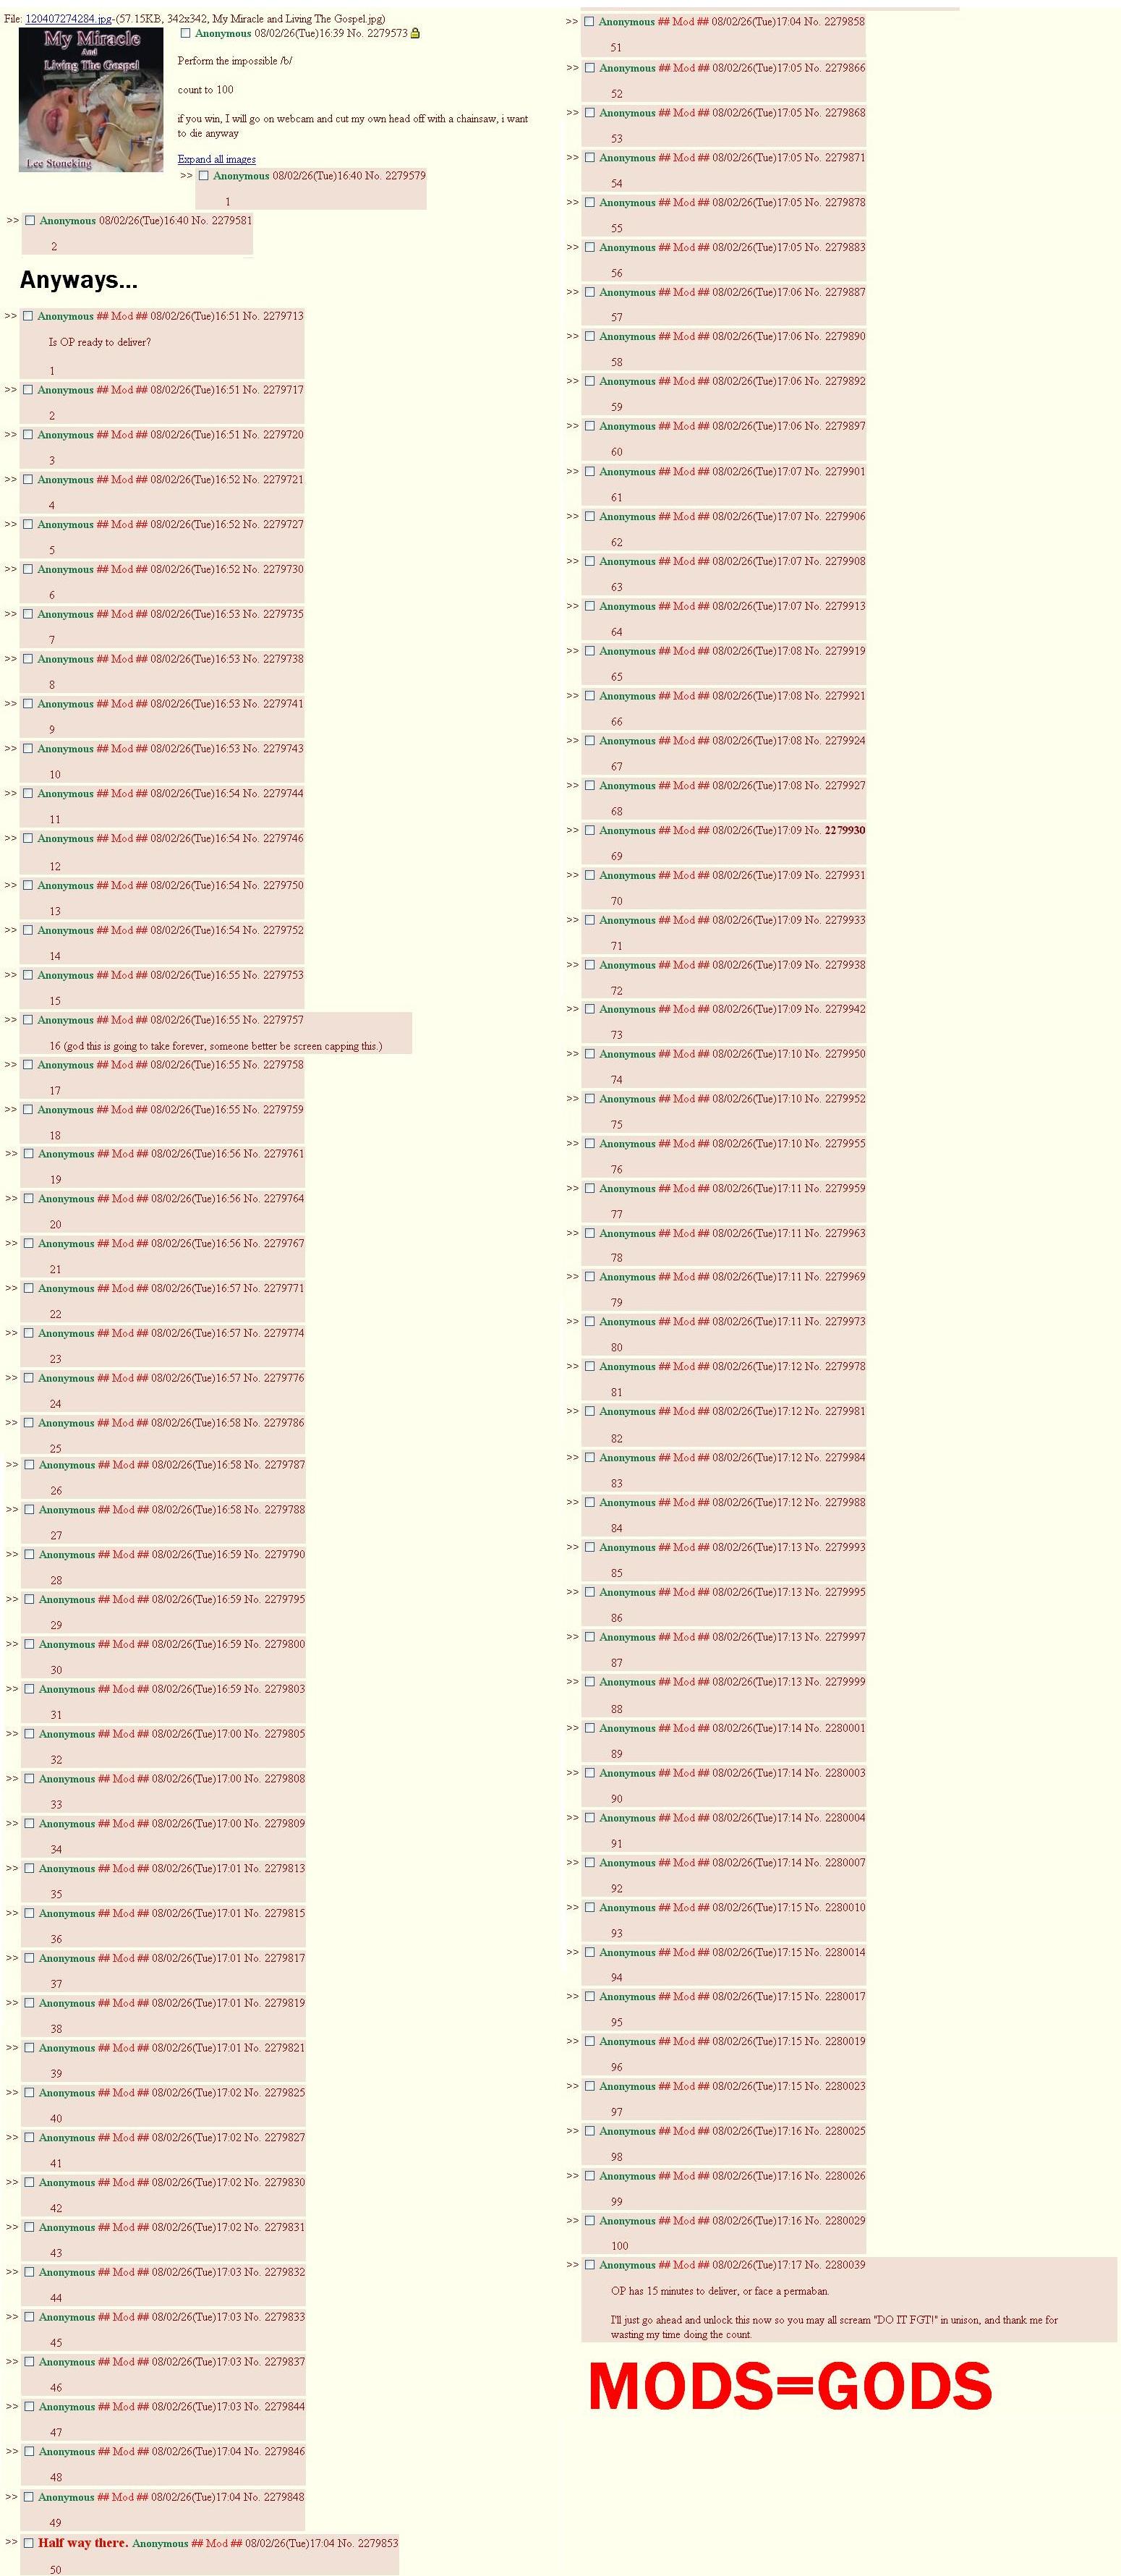 File: 120407274284.jpg-(57.15KB, 342x342, My Miracle and Living The Gospel.jpg)
My Miracle
And
Living The Gospel
Lee Stoneking
Anonymous 08/02/26(Tue)16:39 No. 2279573
Perform the impossible /b/
count to 100
if you win, I will go on webcam and cut my own head off with a chainsaw, i want
to die anyway
Expand all images
>> Anonymous 08/02/26(Tue)16:40 No. 2279579
1
>> Anonymous 08/02/26(Tue)16:40 No. 2279581
2
Anyways...
>> Anonymous ## Mod ## 08/02/26(Tue)16:51 No. 2279713
Is OP ready to deliver?
1
>> Anonymous ## Mod ## 08/02/26(Tue)16:51 No. 2279717
2
>> Anonymous ## Mod ## 08/02/26(Tue)16:51 No. 2279720
3
>> Anonymous ## Mod ## 08/02/26(Tue)16:52 No. 2279721
4
>> Anonymous ## Mod ## 08/02/26(Tue)16:52 No. 2279727
5
>> Anonymous ## Mod ## 08/02/26(Tue)16:52 No. 2279730
6
>> Anonymous ## Mod ## 08/02/26(Tue)16:53 No. 2279735
7
>> Anonymous ## Mod ## 08/02/26(Tue)16:53 No. 2279738
8
>> Anonymous ## Mod ## 08/02/26(Tue)16:53 No. 2279741
9
>> Anonymous ## Mod ## 08/02/26(Tue)16:53 No. 2279743
10
>> Anonymous ## Mod ## 08/02/26(Tue)16:54 No. 2279744
11
>> Anonymous ## Mod ## 08/02/26(Tue)16:54 No. 2279746
12
>> Anonymous ## Mod ## 08/02/26(Tue)16:54 No. 2279750
13
>> Anonymous ## Mod ## 08/02/26(Tue)16:54 No. 2279752
14
>> Anonymous ## Mod ## 08/02/26(Tue)16:55 No. 2279753
15
>> Anonymous ## Mod ## 08/02/26(Tue)16:55 No. 2279757
16 (god this is going to take forever, someone better be screen capping this.)
>> Anonymous ## Mod ## 08/02/26(Tue)16:55 No. 2279758
17
>> Anonymous ## Mod ## 08/02/26(Tue)16:55 No. 2279759
18
>> Anonymous ## Mod ## 08/02/26(Tue)16:56 No. 2279761
19
>> Anonymous ## Mod ## 08/02/26(Tue)16:56 No. 2279764
20
>> Anonymous ## Mod ## 08/02/26(Tue)16:56 No. 2279767
21
>> Anonymous ## Mod ## 08/02/26(Tue)16:57 No. 2279771
22
>> Anonymous ## Mod ## 08/02/26(Tue)16:57 No. 2279774
23
>> Anonymous ## Mod ## 08/02/26(Tue)16:57 No. 2279776
24
>> Anonymous ## Mod ## 08/02/26(Tue)16:58 No. 2279786
25
>> Anonymous ## Mod ## 08/02/26(Tue)16:58 No. 2279787
26
>> Anonymous ## Mod ## 08/02/26(Tue)16:58 No. 2279788
27
>> Anonymous ## Mod ## 08/02/26(Tue)16:59 No. 2279790
28
>> Anonymous ## Mod ## 08/02/26(Tue)16:59 No. 2279795
29
>> Anonymous ## Mod ## 08/02/26(Tue)16:59 No. 2279800
30
>> Anonymous ## Mod ## 08/02/26(Tue)16:59 No. 2279803
31
>> Anonymous ## Mod ## 08/02/26(Tue)17:00 No. 2279805
32
>> Anonymous ## Mod ## 08/02/26(Tue)17:00 No. 2279808
33
>> Anonymous ## Mod ## 08/02/26(Tue)17:00 No. 2279809
34
>> Anonymous ## Mod ## 08/02/26(Tue)17:01 No. 2279813
35
>> Anonymous ## Mod ## 08/02/26(Tue)17:01 No. 2279815
36
>> Anonymous ## Mod ## 08/02/26(Tue)17:01 No. 2279817
37
>> Anonymous ## Mod ## 08/02/26(Tue)17:01 No. 2279819
38
>> Anonymous ## Mod ## 08/02/26(Tue)17:01 No. 2279821
39
>> Anonymous ## Mod ## 08/02/26(Tue)17:02 No. 2279825
40
>> Anonymous ## Mod ## 08/02/26(Tue)17:02 No. 2279827
41
>> Anonymous ## Mod ## 08/02/26(Tue)17:02 No. 2279830
42
>> Anonymous ## Mod ## 08/02/26(Tue)17:02 No. 2279831
43
>> Anonymous ## Mod ## 08/02/26(Tue)17:03 No. 2279832
44
>> Anonymous ## Mod ## 08/02/26(Tue)17:03 No. 2279833
45
>> Anonymous ## Mod ## 08/02/26(Tue)17:03 No. 2279837
46
>> Anonymous ## Mod ## 08/02/26(Tue)17:03 No. 2279844
47
>> Anonymous ## Mod ## 08/02/26(Tue)17:04 No. 2279846
48
>> Anonymous ## Mod ## 08/02/26(Tue)17:04 No. 2279848
49
>> Half way there. Anonymous ## Mod ## 08/02/26(Tue)17:04 No. 2279853
50
>> Anonymous ## Mod ## 08/02/26(Tue)17:04 No. 2279858
51
>> Anonymous ## Mod ## 08/02/26(Tue)17:05 No. 2279866
52
>> Anonymous ## Mod ## 08/02/26(Tue)17:05 No. 2279868
53
>> Anonymous ## Mod ## 08/02/26(Tue)17:05 No. 2279871
54
>> Anonymous ## Mod ## 08/02/26(Tue)17:05 No. 2279878
55
>> Anonymous ## Mod ## 08/02/26(Tue)17:05 No. 2279883
56
>> Anonymous ## Mod ## 08/02/26(Tue)17:06 No. 2279887
57
>> Anonymous ## Mod ## 08/02/26(Tue)17:06 No. 2279890
58
>> Anonymous ## Mod ## 08/02/26(Tue)17:06 No. 2279892
59
>> Anonymous ## Mod ## 08/02/26(Tue)17:06 No. 2279897
60
>> Anonymous ## Mod ## 08/02/26(Tue)17:07 No. 2279901
61
>> Anonymous ## Mod ## 08/02/26(Tue)17:07 No. 2279906
62
>> Anonymous ## Mod ## 08/02/26(Tue)17:07 No. 2279908
63
>> Anonymous ## Mod ## 08/02/26(Tue)17:07 No. 2279913
64
>> Anonymous ## Mod ## 08/02/26(Tue)17:08 No. 2279919
65
>> Anonymous ## Mod ## 08/02/26(Tue)17:08 No. 2279921
66
>> Anonymous ## Mod ## 08/02/26(Tue)17:08 No. 2279924
67
>> Anonymous ## Mod ## 08/02/26(Tue)17:08 No. 2279927
68
>> Anonymous ## Mod ## 08/02/26(Tue)17:09 No. 2279930
69
>> Anonymous ## Mod ## 08/02/26(Tue)17:09 No. 2279931
70
>> Anonymous ## Mod ## 08/02/26(Tue)17:09 No. 2279933
71
>> Anonymous ## Mod ## 08/02/26(Tue)17:09 No. 2279938
72
>> Anonymous ## Mod ## 08/02/26(Tue)17:09 No. 2279942
73
>> Anonymous ## Mod ## 08/02/26(Tue)17:10 No. 2279950
74
>> Anonymous ## Mod ## 08/02/26(Tue)17:10 No. 2279952
75
>> Anonymous ## Mod ## 08/02/26(Tue)17:10 No. 2279955
76
>> Anonymous ## Mod ## 08/02/26(Tue)17:11 No. 2279959
77
>> Anonymous ## Mod ## 08/02/26(Tue)17:11 No. 2279963
78
>> Anonymous ## Mod ## 08/02/26(Tue)17:11 No. 2279969
79
>> Anonymous ## Mod ## 08/02/26(Tue)17:11 No. 2279973
80
>> Anonymous ## Mod ## 08/02/26(Tue)17:12 No. 2279978
81
>> Anonymous ## Mod ## 08/02/26(Tue)17:12 No. 2279981
82
>> Anonymous ## Mod ## 08/02/26(Tue)17:12 No. 2279984
83
>> Anonymous ## Mod ## 08/02/26(Tue)17:12 No. 2279988
84
>> Anonymous ## Mod ## 08/02/26(Tue)17:13 No. 2279993
85
>> Anonymous ## Mod ## 08/02/26(Tue)17:13 No. 2279995
86
>> Anonymous ## Mod ## 08/02/26(Tue)17:13 No. 2279997
87
>> Anonymous ## Mod ## 08/02/26(Tue)17:13 No. 2279999
88
>> Anonymous ## Mod ## 08/02/26(Tue)17:14 No. 2280001
89
>> Anonymous ## Mod ## 08/02/26(Tue)17:14 No. 2280003
90
>> Anonymous ## Mod ## 08/02/26(Tue)17:14 No. 2280004
91
>> Anonymous ## Mod ## 08/02/26(Tue)17:14 No. 2280007
92
>> Anonymous ## Mod ## 08/02/26(Tue)17:15 No. 2280010
93
>> Anonymous ## Mod ## 08/02/26(Tue)17:15 No. 2280014
94
>> Anonymous ## Mod ## 08/02/26(Tue)17:15 No. 2280017
95
>> Anonymous ## Mod ## 08/02/26(Tue)17:15 No. 2280019
96
>> Anonymous ## Mod ## 08/02/26(Tue)17:15 No. 2280023
97
>> Anonymous ## Mod ## 08/02/26(Tue)17:16 No. 2280025
98
>> Anonymous ## Mod ## 08/02/26(Tue)17:16 No. 2280026
99
>> Anonymous ## Mod ## 08/02/26(Tue)17:16 No. 2280029
100
>> Anonymous ## Mod ## 08/02/26(Tue)17:17 No. 2280039
OP has 15 minutes to deliver, or face a permaban.
I'll just go ahead and unlock this now so you may all scream "DO IT FGT!" in unison, and thank me for
wasting my time doing the count.
MODS=GODS